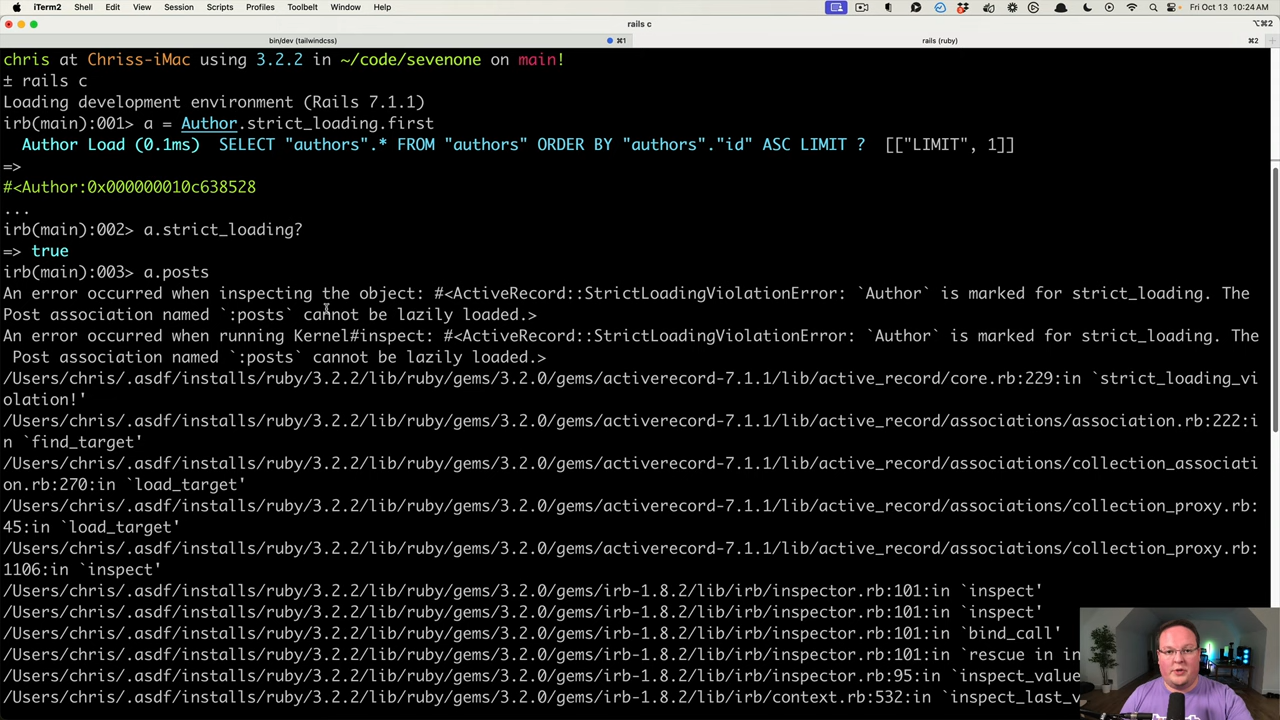 iTerm2 Shell Edit View Session Scripts Profiles Toolbelt Window Help Fri Oct 13 10:24 AM
rails c ⌥⌘2
bin/dev (tailwindcss) ⌘1 rails (ruby) ⌘2
chris at Chriss-iMac using 3.2.2 in ~/code/sevenone on main!
± rails c
Loading development environment (Rails 7.1.1)
irb(main):001> a = Author.strict_loading.first
Author Load (0.1ms)  SELECT "authors".* FROM "authors" ORDER BY "authors"."id" ASC LIMIT ?  [["LIMIT", 1]]
=>
#<Author:0x000000010c638528
...
irb(main):002> a.strict_loading?
=> true
irb(main):003> a.posts
An error occurred when inspecting the object: #<ActiveRecord::StrictLoadingViolationError: `Author` is marked for strict_loading. The
Post association named `:posts` cannot be lazily loaded.>
An error occurred when running Kernel#inspect: #<ActiveRecord::StrictLoadingViolationError: `Author` is marked for strict_loading. The
Post association named `:posts` cannot be lazily loaded.>
/Users/chris/.asdf/installs/ruby/3.2.2/lib/ruby/gems/3.2.0/gems/activerecord-7.1.1/lib/active_record/core.rb:229:in `strict_loading_vi
olation!'
/Users/chris/.asdf/installs/ruby/3.2.2/lib/ruby/gems/3.2.0/gems/activerecord-7.1.1/lib/active_record/associations/association.rb:222:i
n `find_target'
/Users/chris/.asdf/installs/ruby/3.2.2/lib/ruby/gems/3.2.0/gems/activerecord-7.1.1/lib/active_record/associations/collection_associati
on.rb:270:in `load_target'
/Users/chris/.asdf/installs/ruby/3.2.2/lib/ruby/gems/3.2.0/gems/activerecord-7.1.1/lib/active_record/associations/collection_proxy.rb:
45:in `load_target'
/Users/chris/.asdf/installs/ruby/3.2.2/lib/ruby/gems/3.2.0/gems/activerecord-7.1.1/lib/active_record/associations/collection_proxy.rb:
1106:in `inspect'
/Users/chris/.asdf/installs/ruby/3.2.2/lib/ruby/gems/3.2.0/gems/irb-1.8.2/lib/irb/inspector.rb:101:in `inspect'
/Users/chris/.asdf/installs/ruby/3.2.2/lib/ruby/gems/3.2.0/gems/irb-1.8.2/lib/irb/inspector.rb:101:in `inspect'
/Users/chris/.asdf/installs/ruby/3.2.2/lib/ruby/gems/3.2.0/gems/irb-1.8.2/lib/irb/inspector.rb:101:in `bind_call'
/Users/chris/.asdf/installs/ruby/3.2.2/lib/ruby/gems/3.2.0/gems/irb-1.8.2/lib/irb/inspector.rb:101:in `rescue in in
/Users/chris/.asdf/installs/ruby/3.2.2/lib/ruby/gems/3.2.0/gems/irb-1.8.2/lib/irb/inspector.rb:95:in `inspect_value
/Users/chris/.asdf/installs/ruby/3.2.2/lib/ruby/gems/3.2.0/gems/irb-1.8.2/lib/irb/context.rb:532:in `inspect_last_v